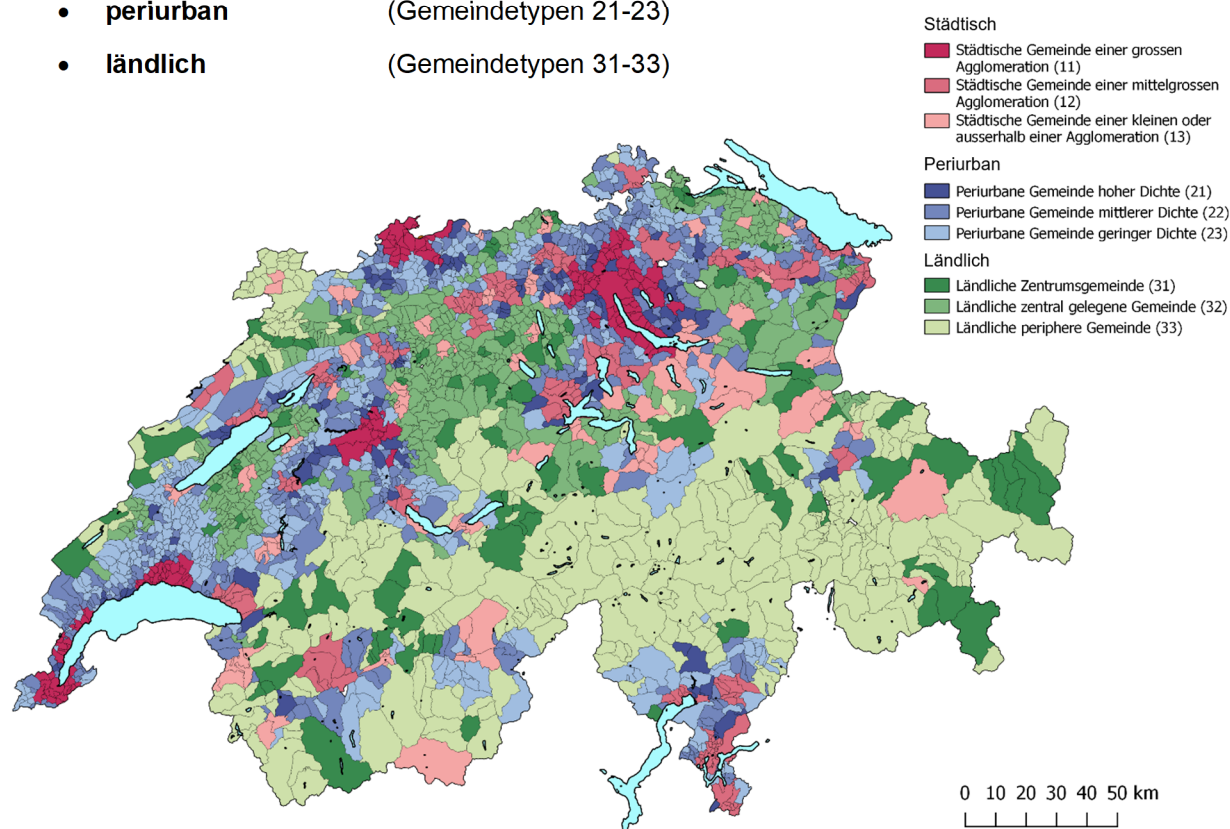 • periurban (Gemeindetypen 21-23)
• ländlich (Gemeindetypen 31-33)
Städtisch
Städtische Gemeinde einer grossen
Agglomeration (11)
Städtische Gemeinde einer mittelgrossen
Agglomeration (12)
Städtische Gemeinde einer kleinen oder
ausserhalb einer Agglomeration (13)
Periurban
Periurbane Gemeinde hoher Dichte (21)
Periurbane Gemeinde mittlerer Dichte (22)
Periurbane Gemeinde geringer Dichte (23)
Ländlich
Ländliche Zentrumsgemeinde (31)
Ländliche zentral gelegene Gemeinde (32)
Ländliche periphere Gemeinde (33)
0 10 20 30 40 50 km